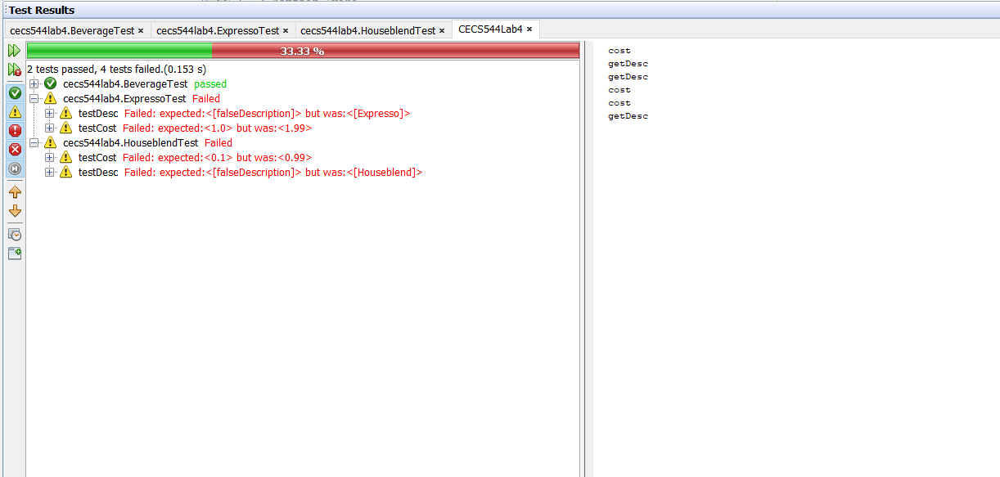 Test Results
cecs544lab4.BeverageTest × cecs544lab4.ExpressoTest × cecs544lab4.HouseblendTest × CECS544Lab4 ×
33.33 %
2 tests passed, 4 tests failed.(0.153 s)
cecs544lab4.BeverageTest passed
cecs544lab4.ExpressoTest Failed
testDesc Failed: expected:<[falseDescription]> but was:<[Expresso]>
testCost Failed: expected:<1.0> but was:<1.99>
cecs544lab4.HouseblendTest Failed
testCost Failed: expected:<0.1> but was:<0.99>
testDesc Failed: expected:<[falseDescription]> but was:<[Houseblend]>
cost
getDesc
getDesc
cost
cost
getDesc